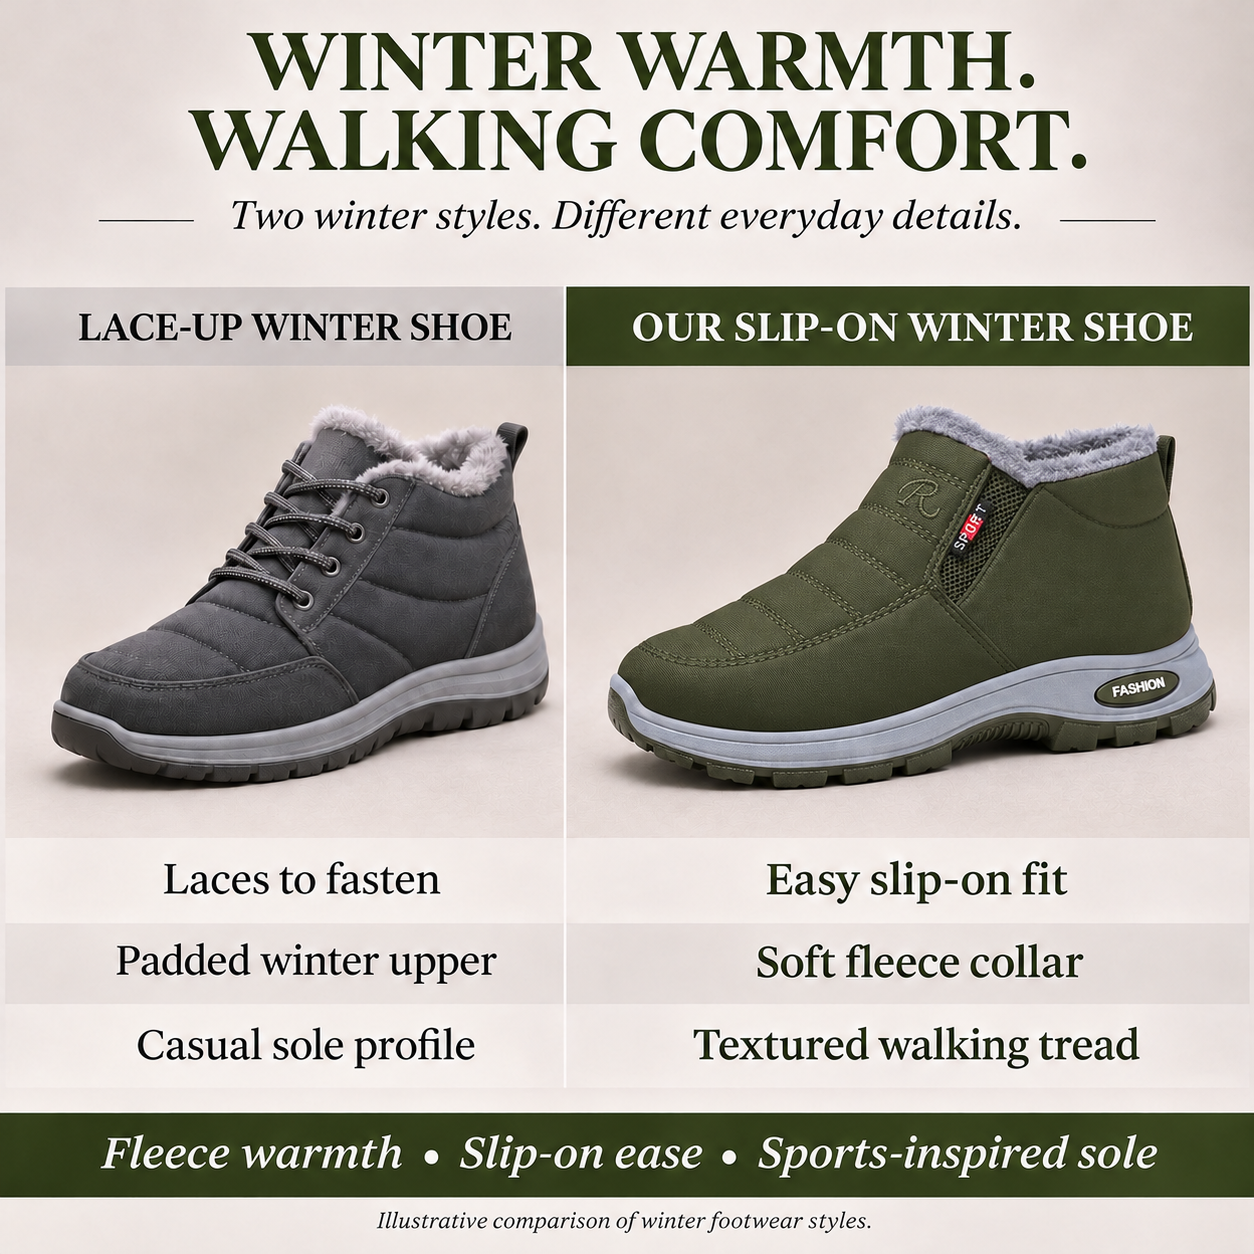 WINTER WARMTH.
WALKING COMFORT.
Two winter styles. Different everyday details.
LACE-UP WINTER SHOE
OUR SLIP-ON WINTER SHOE
R
SPORT
FASHION
Laces to fasten
Easy slip-on fit
Padded winter upper
Soft fleece collar
Casual sole profile
Textured walking tread
Fleece warmth • Slip-on ease • Sports-inspired sole
Illustrative comparison of winter footwear styles.